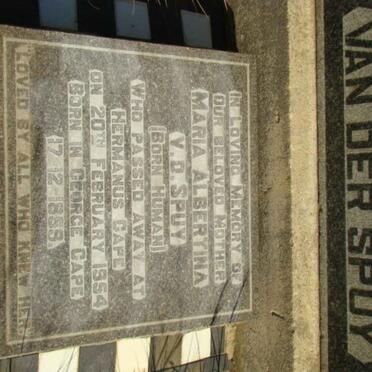 VAN DER SPUY
IN LOVING MEMORY OF
OUR BELOVED MOTHER
MARIA ALBERTINA
V.D. SPUY
(BORN HUMAN)
WHO PASSED AWAY AT
HERMANUS CAPE
ON 20TH FEBRUARY 1954
BORN IN GEORGE CAPE
17·12·1869
LOVED BY ALL WHO KNEW HER